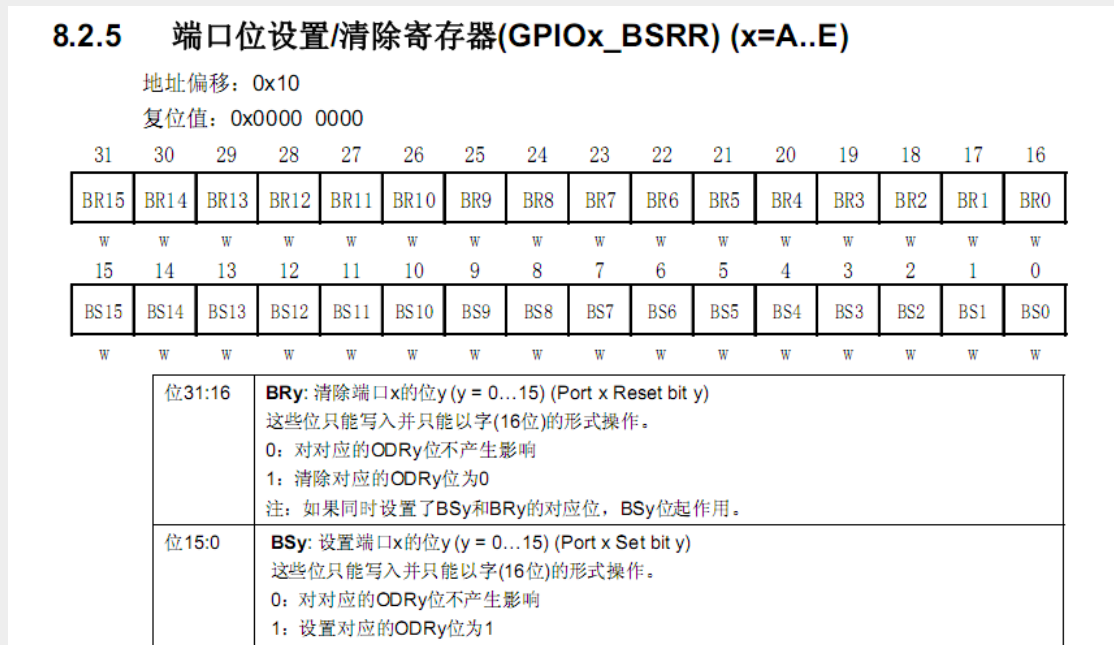 8.2.5 端口位设置/清除寄存器(GPIOx_BSRR) (x=A..E)
地址偏移：0x10
复位值：0x0000 0000
31 30 29 28 27 26 25 24 23 22 21 20 19 18 17 16
BR15 BR14 BR13 BR12 BR11 BR10 BR9 BR8 BR7 BR6 BR5 BR4 BR3 BR2 BR1 BR0
w w w w w w w w w w w w w w w w
15 14 13 12 11 10 9 8 7 6 5 4 3 2 1 0
BS15 BS14 BS13 BS12 BS11 BS10 BS9 BS8 BS7 BS6 BS5 BS4 BS3 BS2 BS1 BS0
w w w w w w w w w w w w w w w w
位31:16 BRy: 清除端口x的位y (y = 0…15) (Port x Reset bit y)
这些位只能写入并只能以字(16位)的形式操作。
0：对对应的ODRy位不产生影响
1：清除对应的ODRy位为0
注：如果同时设置了BSy和BRy的对应位，BSy位起作用。
位15:0 BSy: 设置端口x的位y (y = 0…15) (Port x Set bit y)
这些位只能写入并只能以字(16位)的形式操作。
0：对对应的ODRy位不产生影响
1：设置对应的ODRy位为1